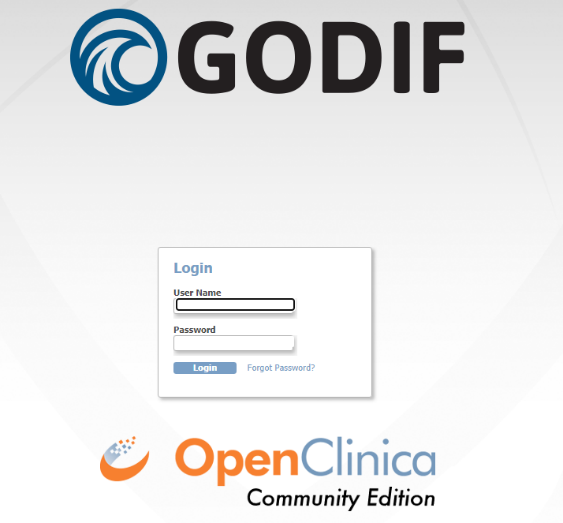 GODIF
Login
User Name
Password
Login Forgot Password?
OpenClinica
Community Edition